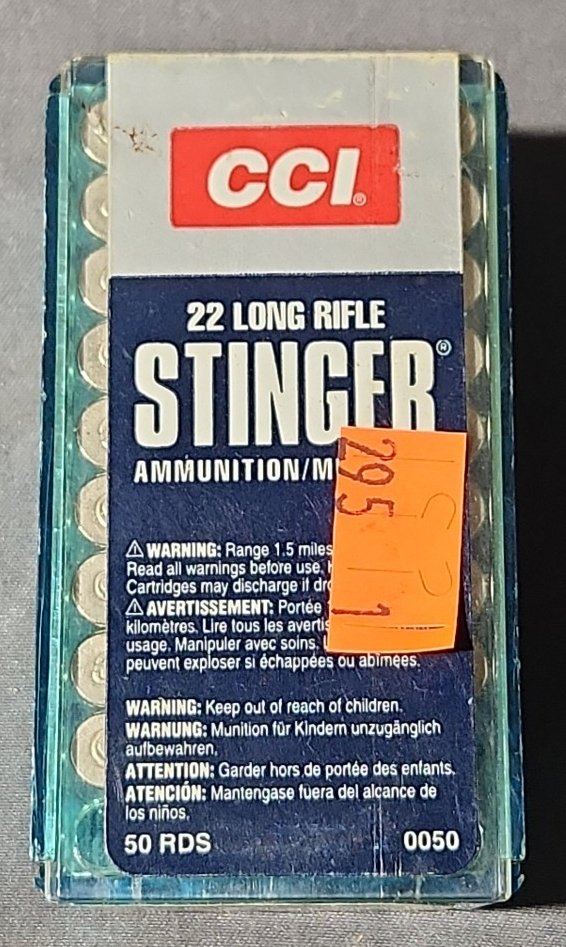 CCI®
22 LONG RIFLE
STINGER®
AMMUNITION/M
⚠ WARNING: Range 1.5 miles
Read all warnings before use.
Cartridges may discharge if
⚠ AVERTISSEMENT: Portée
kilomètres. Lire tous les
usage. Manipuler avec soins.
peuvent exploser si échappées ou abîmées.
WARNING: Keep out of reach of children.
WARNUNG: Munition für Kindern unzugänglich
aufbewahren.
ATTENTION: Garder hors de portée des enfants.
ATENCIÓN: Mantengase fuera del alcance de
los niños.
50 RDS 0050
295 1